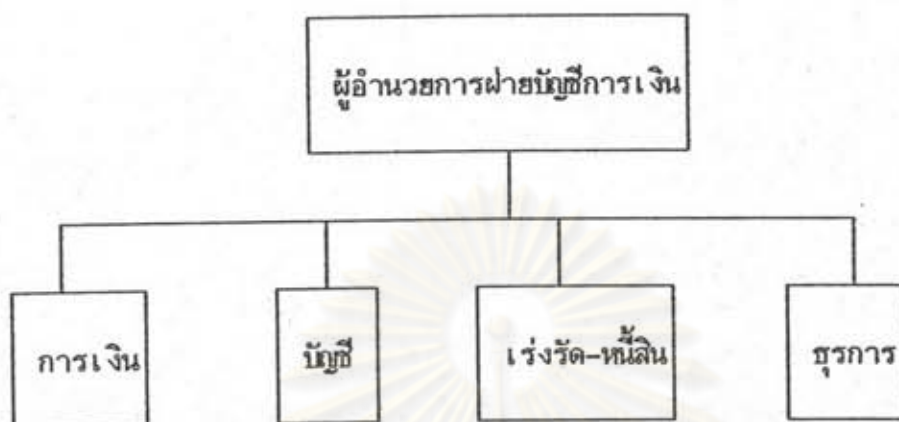 ผู้อำนวยการฝ่ายบัญชีการเงิน
การเงิน
บัญชี
เร่งรัด-หนี้สิน
ธุรการ